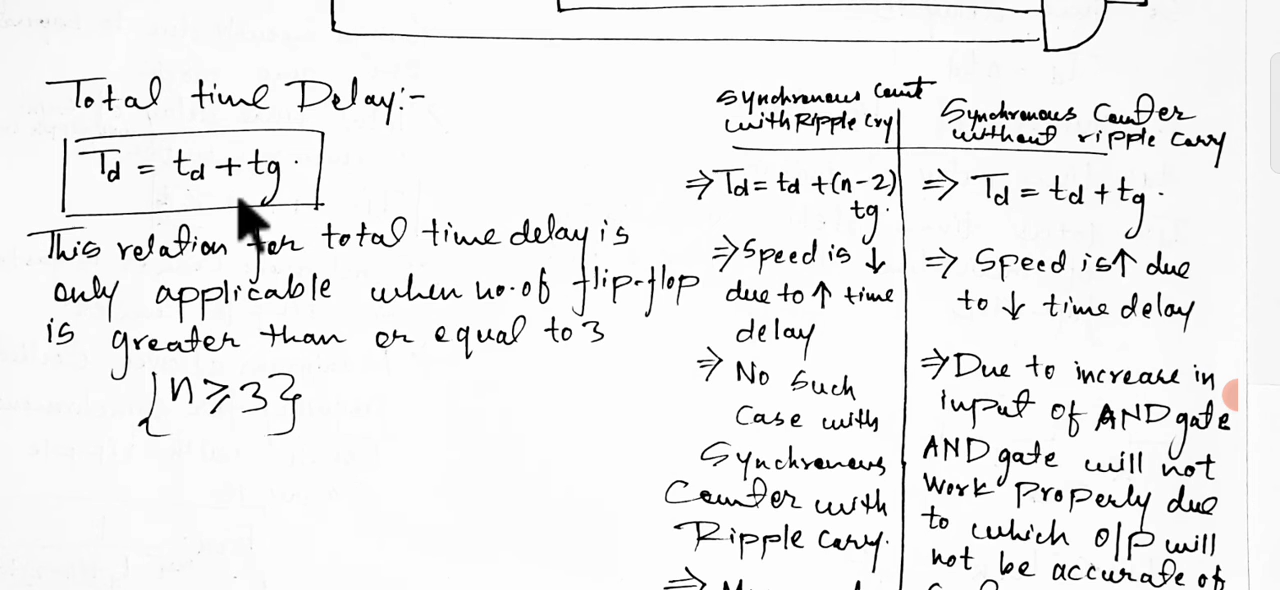 Total time Delay:-
Td = td + tg.
This relation for total time delay is
only applicable when no. of flip-flop
is greater than or equal to 3
{n ≥ 3}
Synchronous Count
with Ripple Cry
⇒ Td = td + (n-2)
tg.
⇒ Speed is ↓
due to ↑ time
delay
⇒ No Such
Case with
Synchronous
Counter with
Ripple Carry.
⇒
Synchronous Counter
without ripple carry
⇒ Td = td + tg.
⇒ Speed is ↑ due
to ↓ time delay
⇒ Due to increase in
input of AND gate
AND gate will not
Work Properly due
to which O/P will
not be accurate of